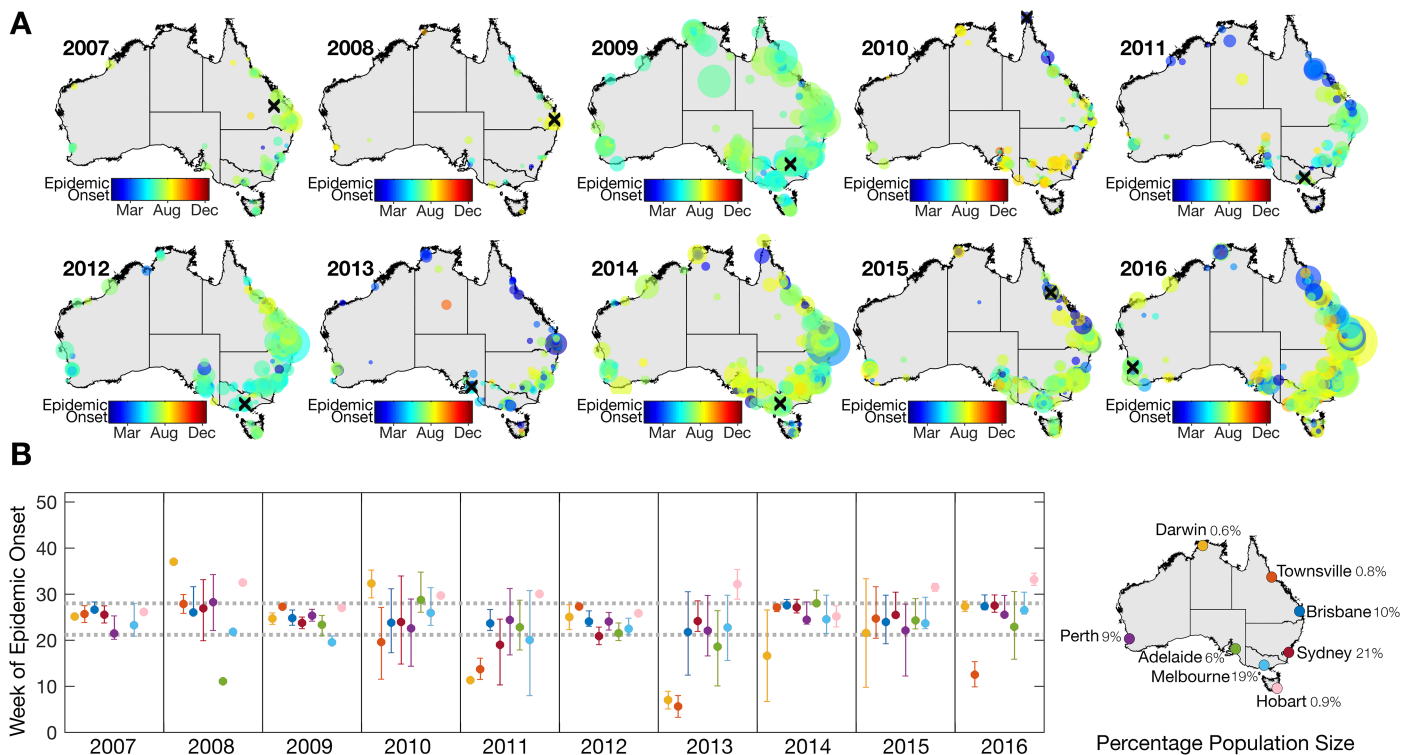 A
2007 2008 2009 2010 2011
Epidemic Onset Mar Aug Dec
Epidemic Onset Mar Aug Dec
Epidemic Onset Mar Aug Dec
Epidemic Onset Mar Aug Dec
Epidemic Onset Mar Aug Dec
2012 2013 2014 2015 2016
Epidemic Onset Mar Aug Dec
Epidemic Onset Mar Aug Dec
Epidemic Onset Mar Aug Dec
Epidemic Onset Mar Aug Dec
Epidemic Onset Mar Aug Dec
B
Week of Epidemic Onset
50
40
30
20
10
0
2007 2008 2009 2010 2011 2012 2013 2014 2015 2016
Darwin 0.6%
Townsville 0.8%
Brisbane 10%
Perth 9%
Sydney 21%
Adelaide 6%
Melbourne 19%
Hobart 0.9%
Percentage Population Size